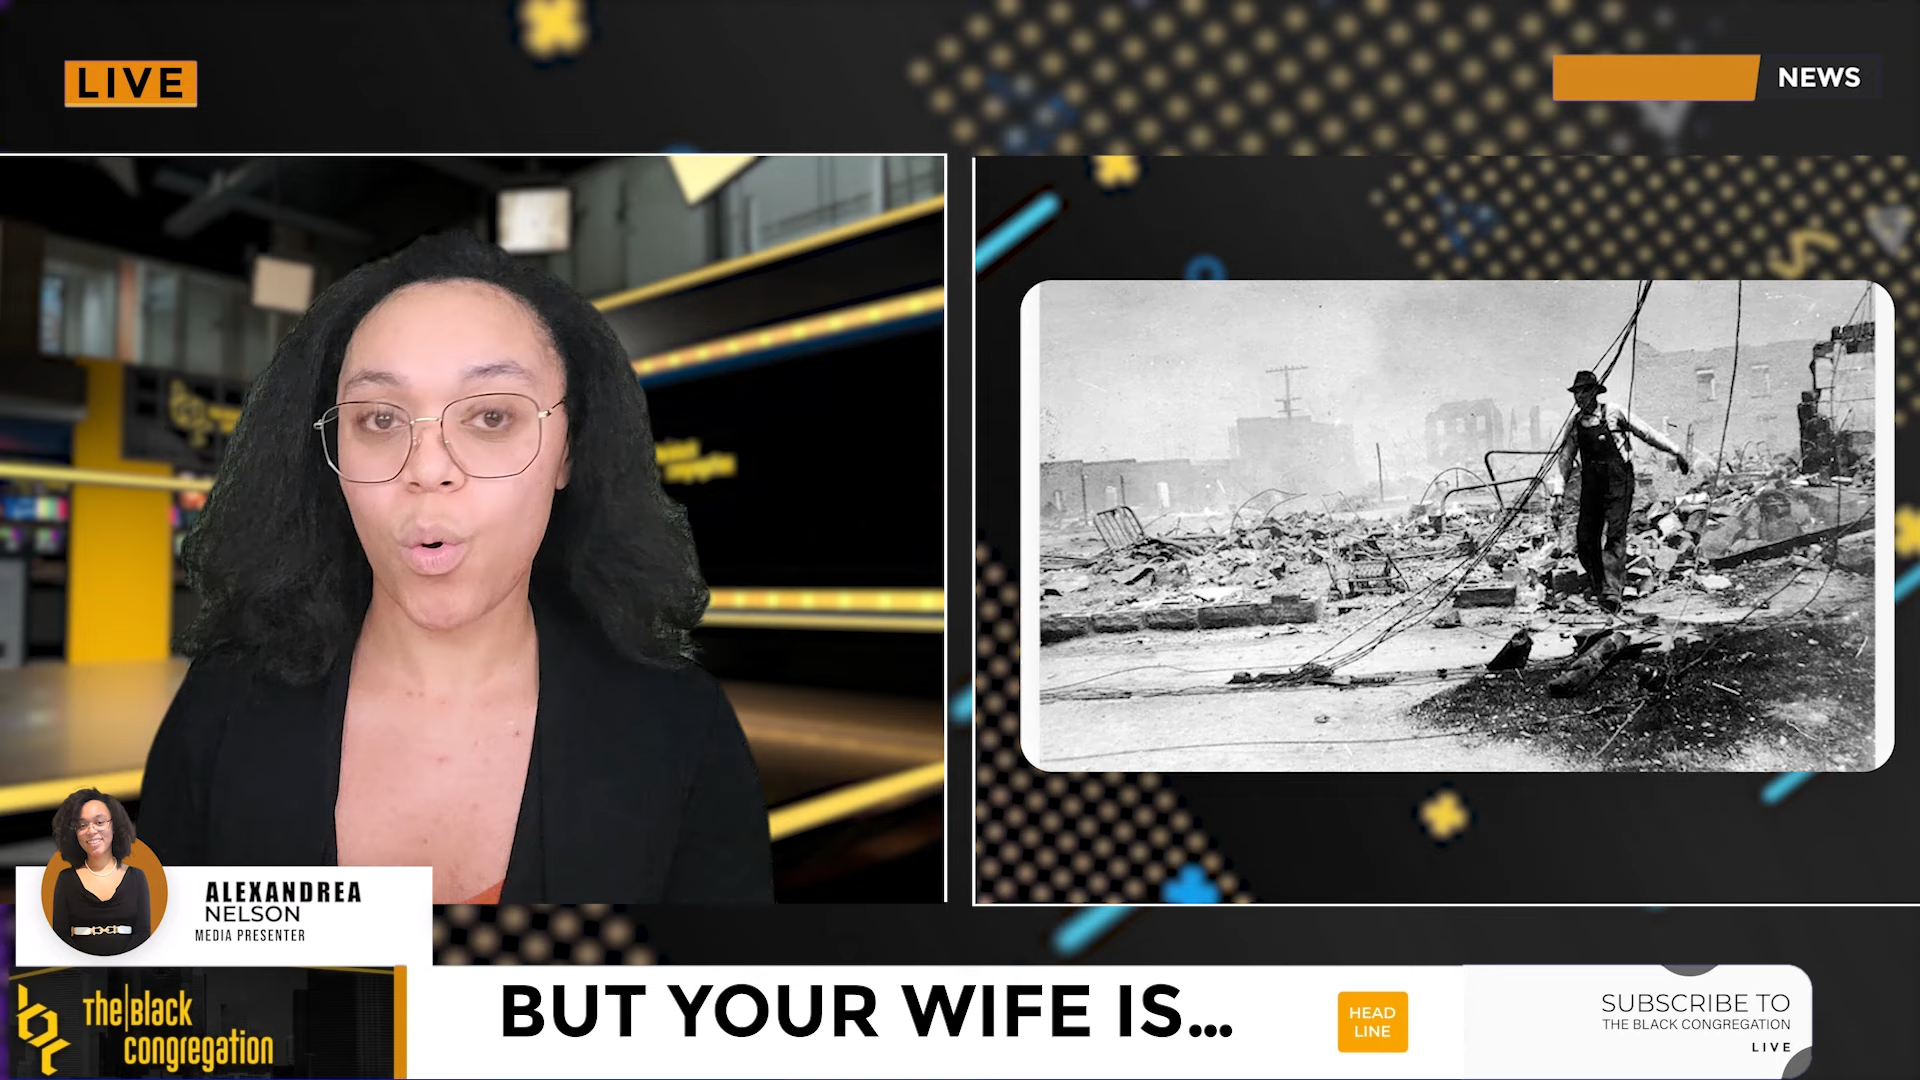 LIVE
NEWS
ALEXANDREA
NELSON
MEDIA PRESENTER
The Black
congregation
BUT YOUR WIFE IS...
HEAD
LINE
SUBSCRIBE TO
THE BLACK CONGREGATION
LIVE